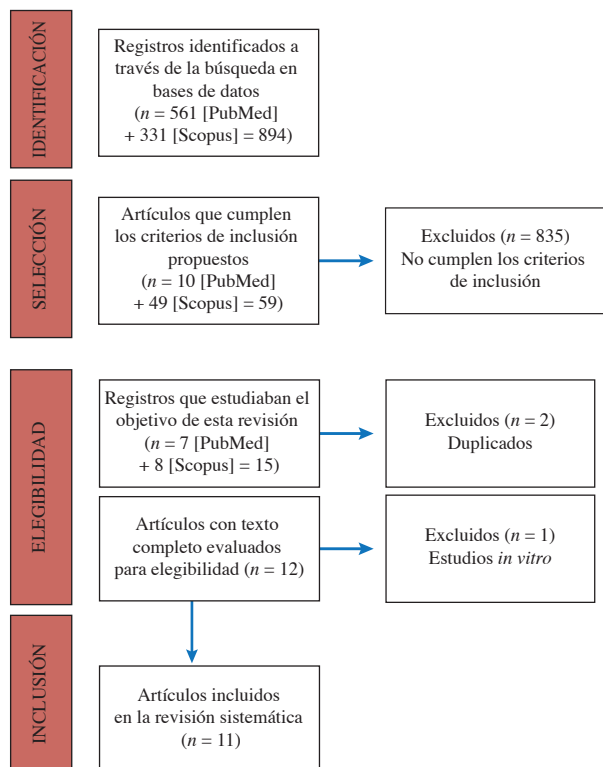 IDENTIFICACIÓN
Registros identificados a
través de la búsqueda en
bases de datos
(n = 561 [PubMed]
+ 331 [Scopus] = 894)
SELECCIÓN
Artículos que cumplen
los criterios de inclusión
propuestos
(n = 10 [PubMed]
+ 49 [Scopus] = 59)
Excluidos (n = 835)
No cumplen los criterios
de inclusión
ELEGIBILIDAD
Registros que estudiaban el
objetivo de esta revisión
(n = 7 [PubMed]
+ 8 [Scopus] = 15)
Excluidos (n = 2)
Duplicados
Artículos con texto
completo evaluados
para elegibilidad (n = 12)
Excluidos (n = 1)
Estudios in vitro
INCLUSIÓN
Artículos incluidos
en la revisión sistemática
(n = 11)